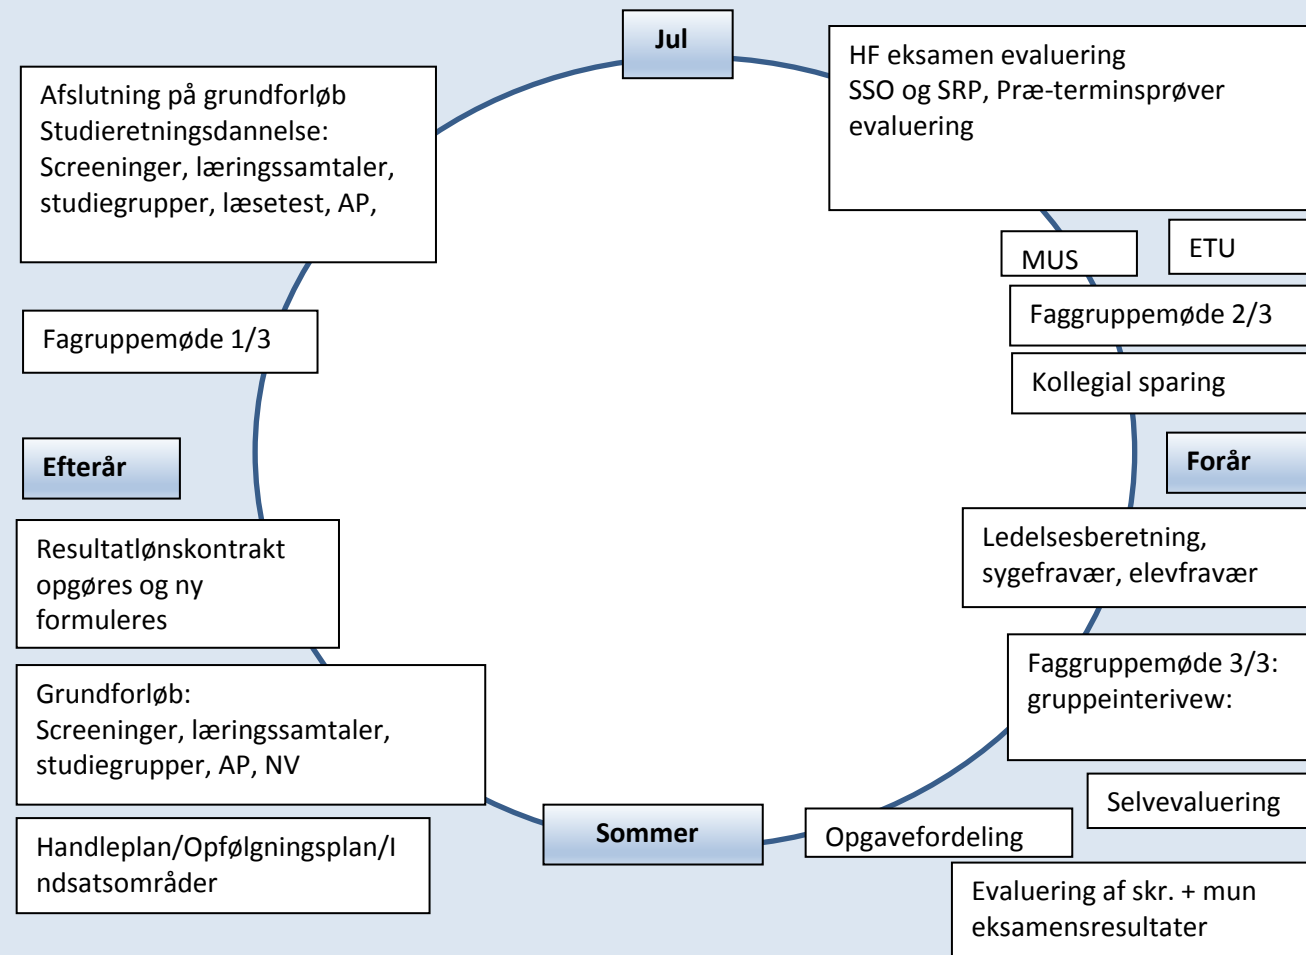 Jul
HF eksamen evaluering
SSO og SRP, Præ-terminsprøver
evaluering
MUS
ETU
Faggruppemøde 2/3
Kollegial sparing
Forår
Ledelsesberetning,
sygefravær, elevfravær
Faggruppemøde 3/3:
gruppeinterivew:
Selvevaluering
Opgavefordeling
Evaluering af skr. + mun
eksamensresultater
Sommer
Handleplan/Opfølgningsplan/I
ndsatsområder
Grundforløb:
Screeninger, læringssamtaler,
studiegrupper, AP, NV
Resultatlønskontrakt
opgøres og ny
formuleres
Efterår
Fagruppemøde 1/3
Afslutning på grundforløb
Studieretningsdannelse:
Screeninger, læringssamtaler,
studiegrupper, læsetest, AP,